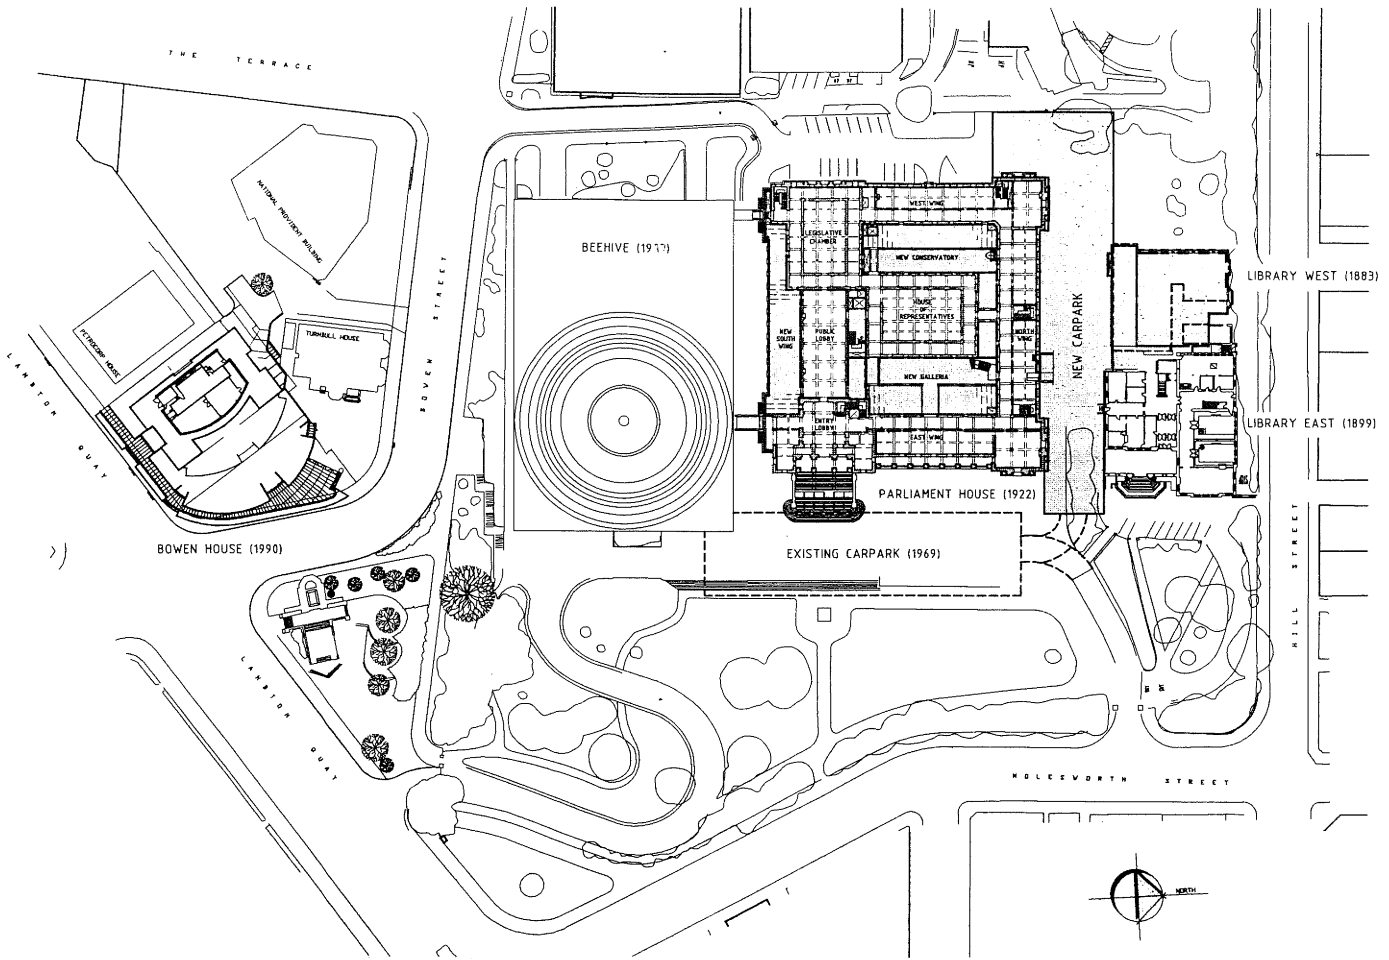 THE TERRACE
NATIONAL PROVIDENT BUILDING
BEEHIVE (1977)
WEST WING
LEGISLATIVE
CHAMBER
NEW CONSERVATORY
LIBRARY WEST (1883)
BOWEN STREET
HOUSE
OF
REPRESENTATIVES
NEW CARPARK
PETROCORP HOUSE
TURNBULL HOUSE
NEW
SOUTH
WING
PUBLIC
LOBBY
NORTH
WING
NEW GALLERIA
LAMBTON QUAY
ENTRY
LOBBY
EAST WING
LIBRARY EAST (1899)
PARLIAMENT HOUSE (1922)
BOWEN HOUSE (1990)
EXISTING CARPARK (1969)
HILL STREET
LAMBTON QUAY
IN
OUT
MOLESWORTH STREET
NORTH